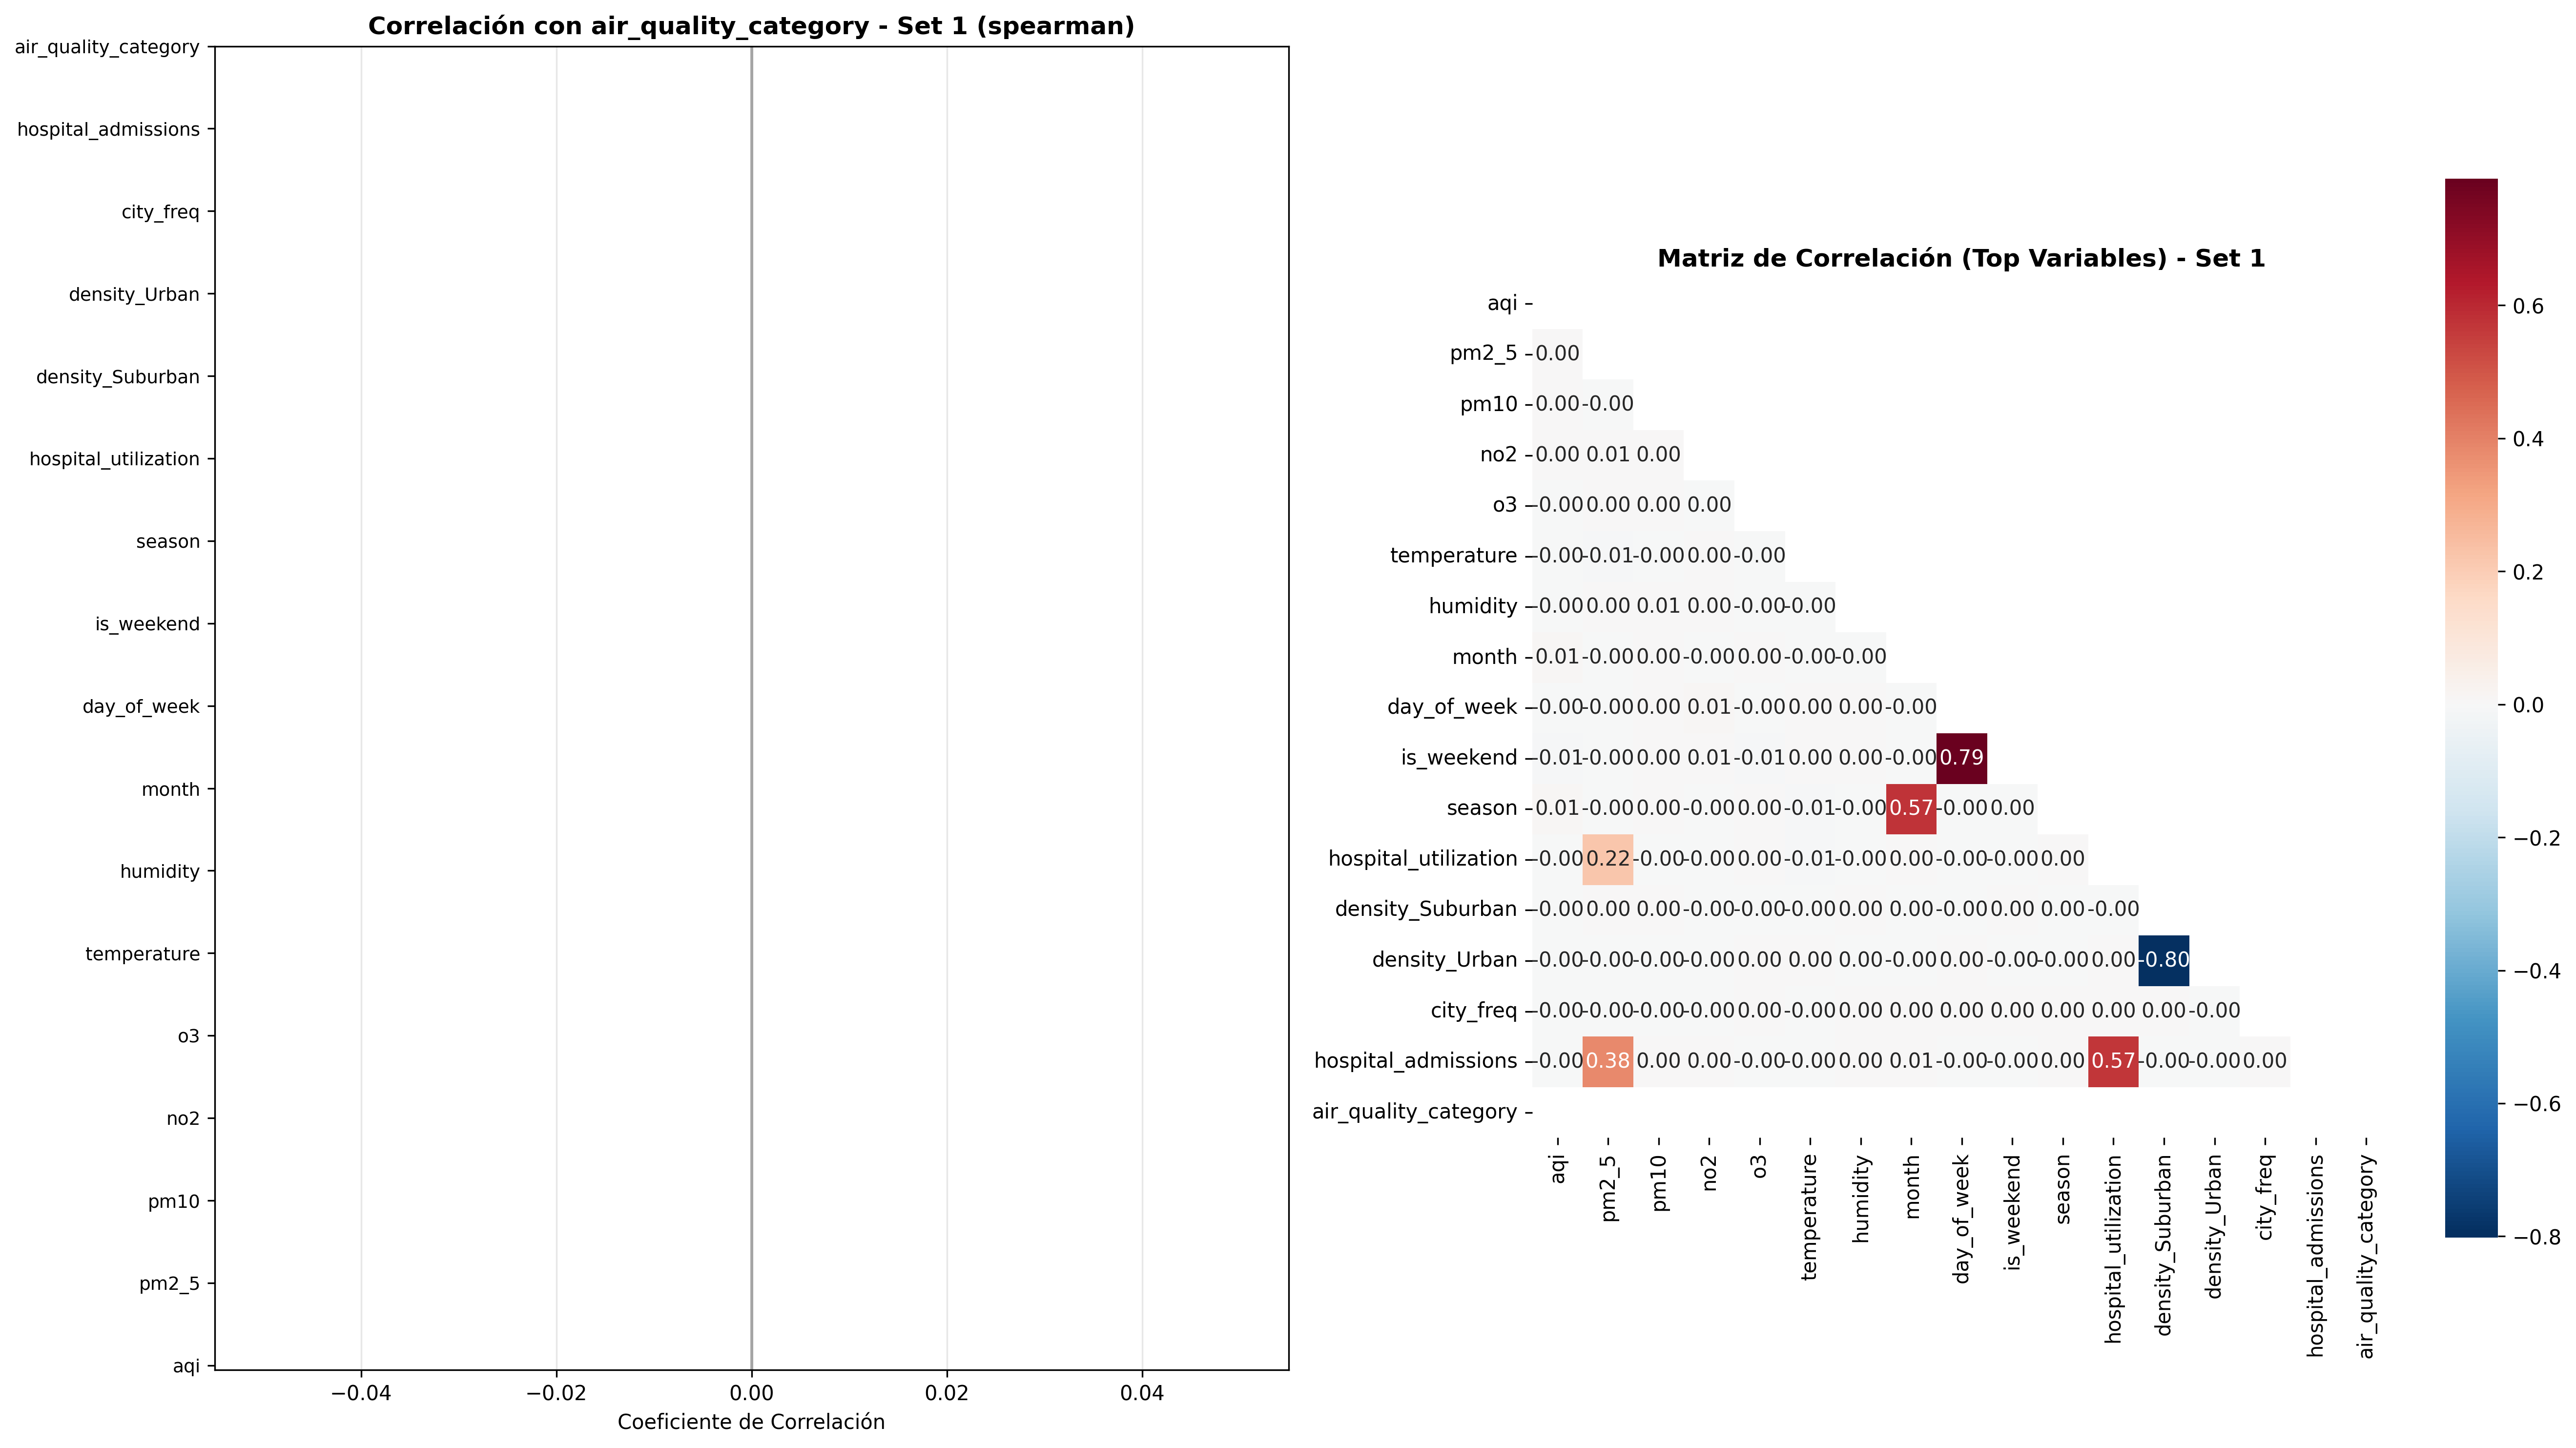 Correlación con air_quality_category - Set 1 (spearman)
air_quality_category
hospital_admissions
city_freq
density_Urban
density_Suburban
hospital_utilization
season
is_weekend
day_of_week
month
humidity
temperature
o3
no2
pm10
pm2_5
aqi
−0.04 −0.02 0.00 0.02 0.04
Coeficiente de Correlación
Matriz de Correlación (Top Variables) - Set 1
aqi
pm2_5 0.00
pm10 0.00 -0.00
no2 0.00 0.01 0.00
o3 -0.00 0.00 0.00 0.00
temperature -0.00 -0.01 -0.00 0.00 -0.00
humidity -0.00 0.00 0.01 0.00 -0.00 -0.00
month 0.01 -0.00 0.00 -0.00 0.00 -0.00 -0.00
day_of_week -0.00 -0.00 0.00 0.01 -0.00 0.00 0.00 -0.00
is_weekend -0.01 -0.00 0.00 0.01 -0.01 0.00 0.00 -0.00 0.79
season 0.01 -0.00 0.00 -0.00 0.00 -0.01 -0.00 0.57 -0.00 0.00
hospital_utilization -0.00 0.22 -0.00 -0.00 0.00 -0.01 -0.00 0.00 -0.00 -0.00 0.00
density_Suburban -0.00 0.00 0.00 -0.00 -0.00 -0.00 0.00 0.00 -0.00 0.00 0.00 -0.00
density_Urban -0.00 -0.00 -0.00 -0.00 0.00 0.00 0.00 -0.00 0.00 -0.00 -0.00 0.00 -0.80
city_freq -0.00 -0.00 -0.00 -0.00 0.00 -0.00 0.00 0.00 0.00 0.00 0.00 0.00 0.00 -0.00
hospital_admissions -0.00 0.38 0.00 0.00 -0.00 -0.00 0.00 0.01 -0.00 -0.00 0.00 0.57 -0.00 -0.00 0.00
air_quality_category
aqi
pm2_5
pm10
no2
o3
temperature
humidity
month
day_of_week
is_weekend
season
hospital_utilization
density_Suburban
density_Urban
city_freq
hospital_admissions
air_quality_category
0.6
0.4
0.2
0.0
−0.2
−0.4
−0.6
−0.8